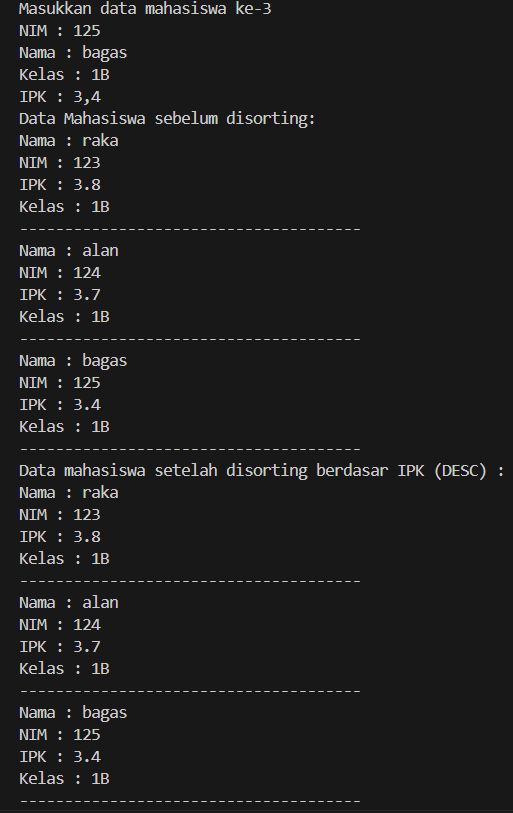 Masukkan data mahasiswa ke-3
NIM : 125
Nama : bagas
Kelas : 1B
IPK : 3,4
Data Mahasiswa sebelum disorting:
Nama : raka
NIM : 123
IPK : 3.8
Kelas : 1B
--------------------------------------
Nama : alan
NIM : 124
IPK : 3.7
Kelas : 1B
--------------------------------------
Nama : bagas
NIM : 125
IPK : 3.4
Kelas : 1B
--------------------------------------
Data mahasiswa setelah disorting berdasar IPK (DESC) :
Nama : raka
NIM : 123
IPK : 3.8
Kelas : 1B
--------------------------------------
Nama : alan
NIM : 124
IPK : 3.7
Kelas : 1B
--------------------------------------
Nama : bagas
NIM : 125
IPK : 3.4
Kelas : 1B
--------------------------------------